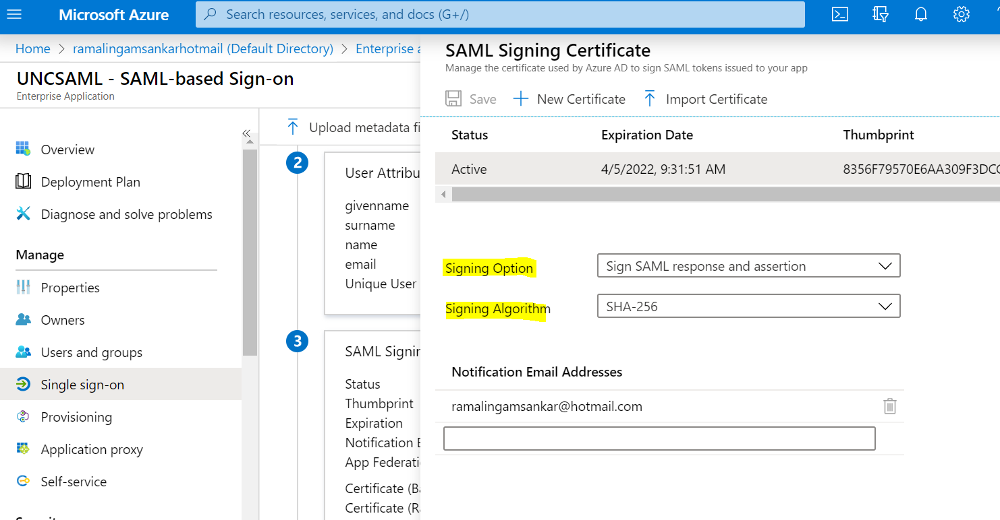 Microsoft Azure
Search resources, services, and docs (G+/)
Home
ramalingamsankarhotmail (Default Directory)
Enterprise a
UNCSAML - SAML-based Sign-on
Enterprise Application
Overview
Deployment Plan
Diagnose and solve problems
Manage
Properties
Owners
Users and groups
Single sign-on
Provisioning
Application proxy
Self-service
Upload metadata fi
2
User Attribu
givenname
surname
name
email
Unique User
3
SAML Signin
Status
Thumbprint
Expiration
Notification E
App Federati
Certificate (Ba
Certificate (Ra
SAML Signing Certificate
Manage the certificate used by Azure AD to sign SAML tokens issued to your app
Save
New Certificate
Import Certificate
Status Expiration Date Thumbprint
Active 4/5/2022, 9:31:51 AM 8356F79570E6AA309F3DCC
Signing Option Sign SAML response and assertion
Signing Algorithm SHA-256
Notification Email Addresses
ramalingamsankar@hotmail.com